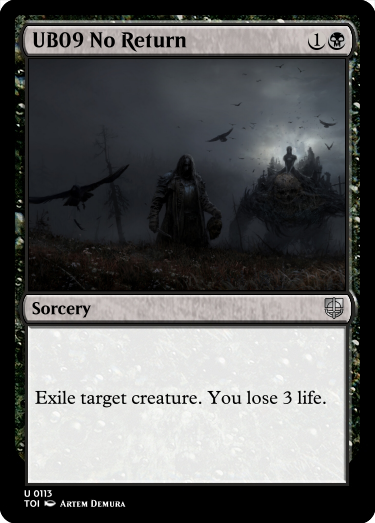 UB09 No Return 1
Sorcery
Exile target creature. You lose 3 life.
U 0113
TOI Artem Demura